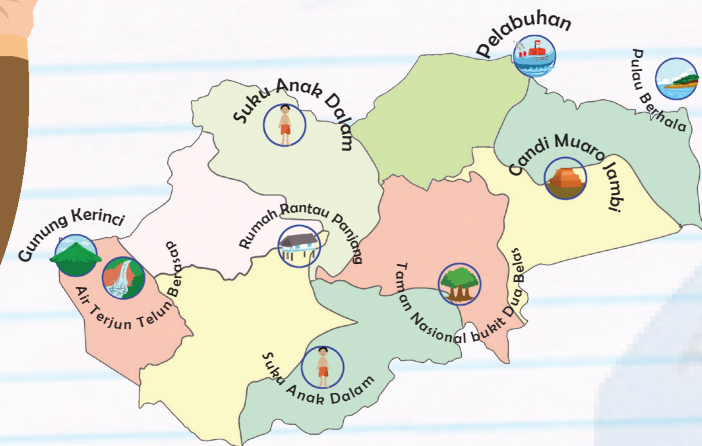 Pelabuhan
Pulau Berhala
Suku Anak Dalam
Candi Muaro Jambi
Gunung Kerinci
Rumah Rantau Panjang
Air Terjun Telun Berasap
Taman Nasional bukit Dua Belas
Suku Anak Dalam